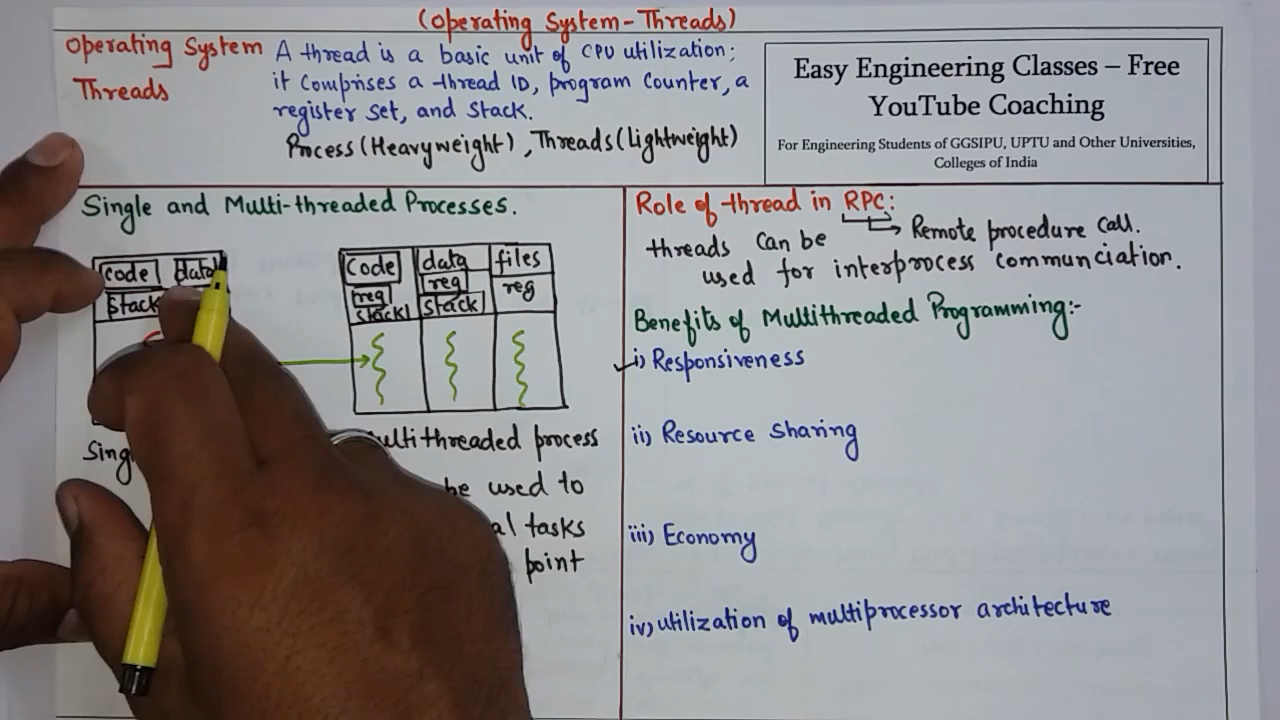 (Operating System-Threads)
Operating System
Threads
A thread is a basic unit of CPU utilization;
it comprises a thread ID, program counter, a
register set, and stack.
Process (Heavyweight), Threads (Lightweight)
Easy Engineering Classes – Free
YouTube Coaching
For Engineering Students of GGSIPU, UPTU and Other Universities,
Colleges of India
Single and Multi-threaded Processes.
code data
stack
Code data files
reg reg reg
stack stack
multithreaded process
be used to
tasks
point
Role of thread in RPC:
Remote procedure call.
threads can be
used for interprocess communciation.
Benefits of Multithreaded Programming:-
i) Responsiveness
ii) Resource sharing
iii) Economy
iv) utilization of multiprocessor architecture